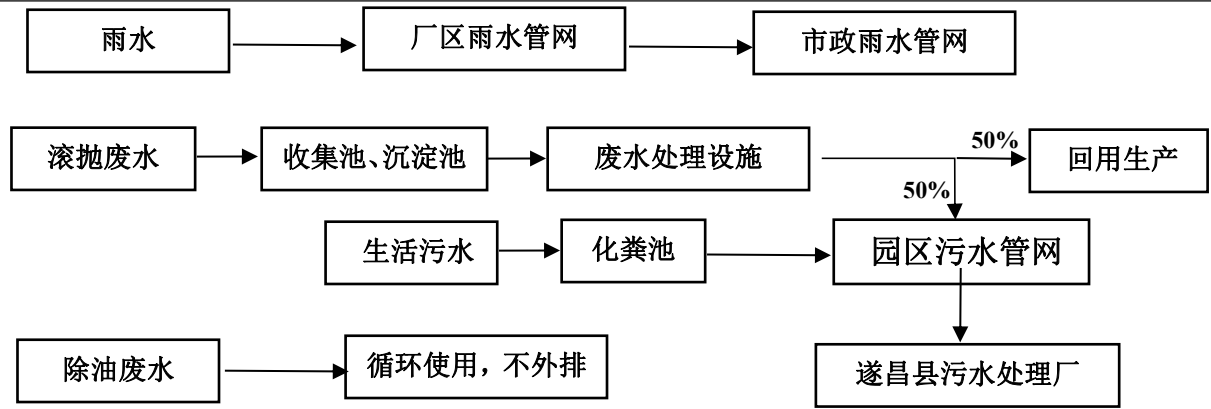 雨水
厂区雨水管网
市政雨水管网
滚抛废水
收集池、沉淀池
废水处理设施
50%
回用生产
50%
生活污水
化粪池
园区污水管网
除油废水
循环使用，不外排
遂昌县污水处理厂